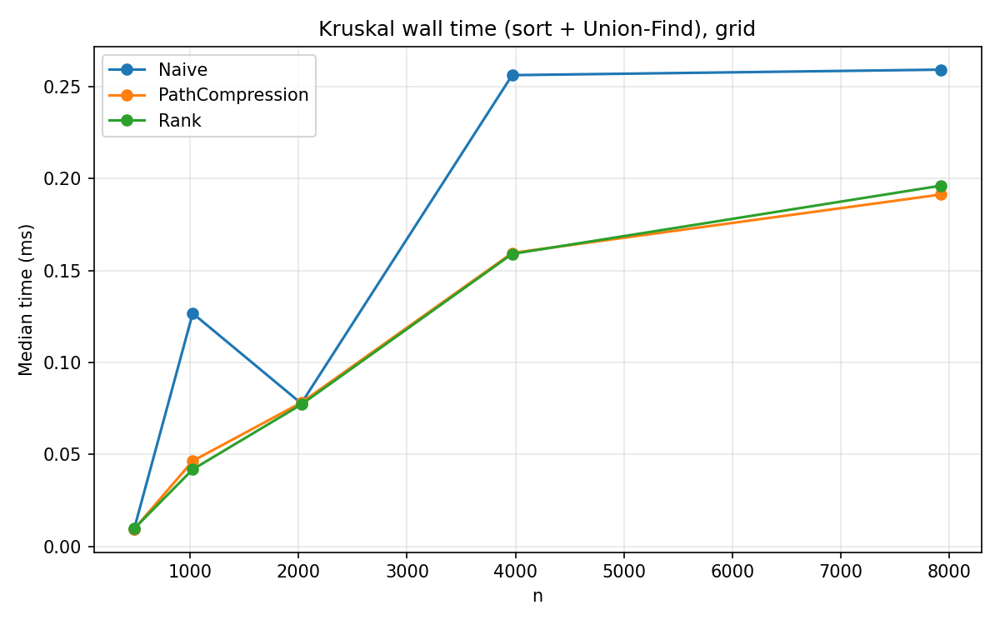 Kruskal wall time (sort + Union-Find), grid
Naive
PathCompression
Rank
Median time (ms)
0.25
0.20
0.15
0.10
0.05
0.00
1000 2000 3000 4000 5000 6000 7000 8000
n